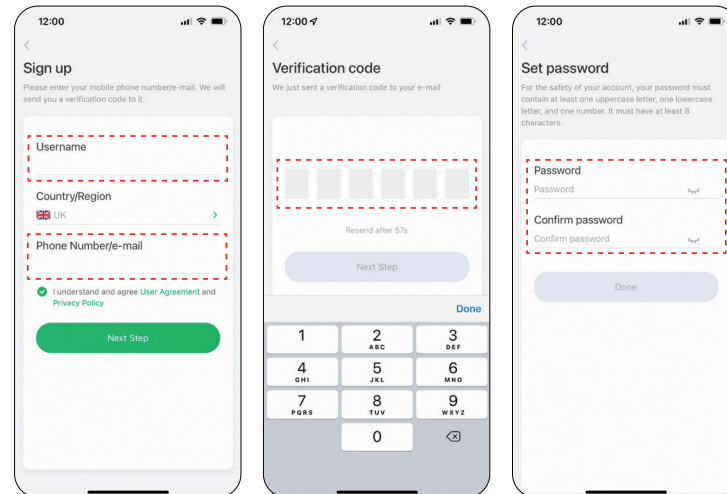 12:00
Sign up
Please enter your mobile phone number/e-mail. We will
send you a verification code to it.
Username
Country/Region
UK
Phone Number/e-mail
I understand and agree User Agreement and
Privacy Policy
Next Step
12:00
Verification code
We just sent a verification code to your e-mail
Resend after 57s
Next Step
Done
1
2
ABC
3
DEF
4
GHI
5
JKL
6
MNO
7
PQRS
8
TUV
9
WXYZ
0
12:00
Set password
For the safety of your account, your password must
contain at least one uppercase letter, one lowercase
letter, and one number. It must have at least 8
characters.
Password
Password
Confirm password
Confirm password
Done